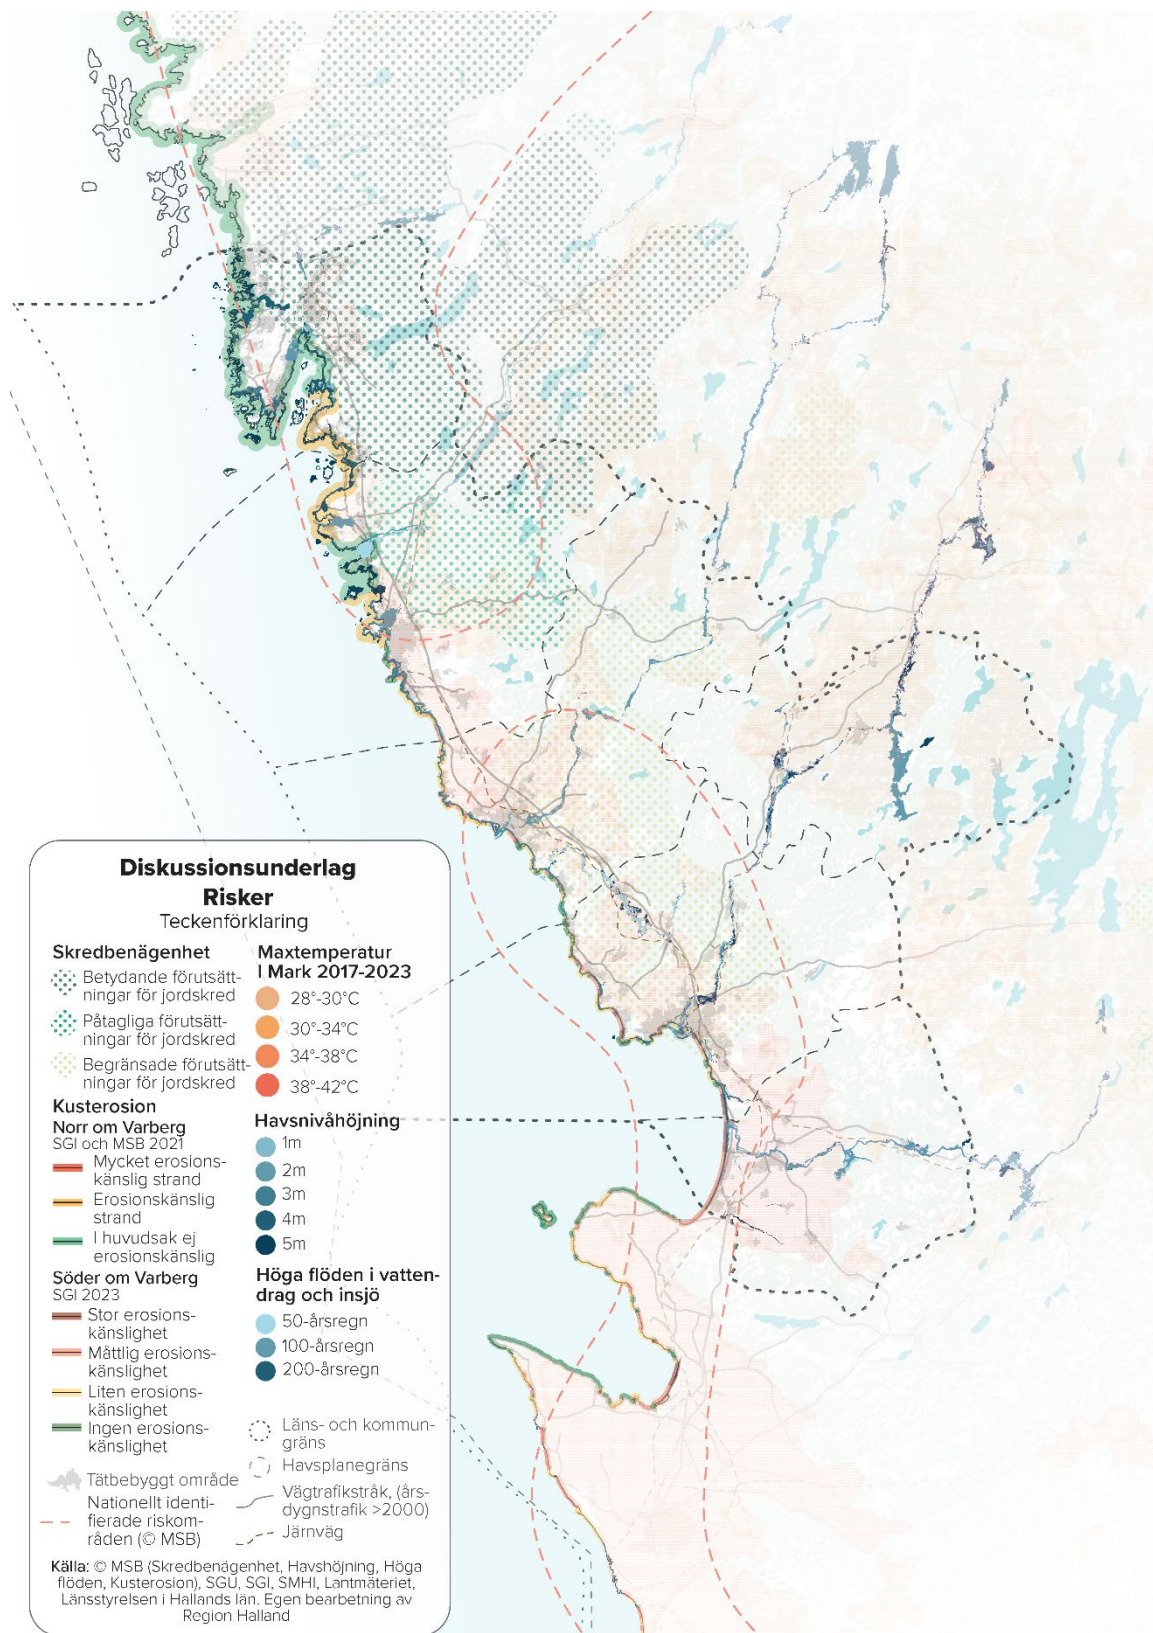 Diskussionsunderlag
Risker
Teckenförklaring
Skredbenägenhet
Betydande förutsätt-
ningar för jordskred
Påtagliga förutsätt-
ningar för jordskred
Begränsade förutsätt-
ningar för jordskred
Kusterosion
Norr om Varberg
SGI och MSB 2021
Mycket erosions-
känslig strand
Erosionskänslig
strand
I huvudsak ej
erosionskänslig
Söder om Varberg
SGI 2023
Stor erosions-
känslighet
Måttlig erosions-
känslighet
Liten erosions-
känslighet
Ingen erosions-
känslighet
Tätbebyggt område
Nationellt identi-
fierade riskom-
råden (© MSB)
Maxtemperatur
I Mark 2017-2023
28°-30°C
30°-34°C
34°-38°C
38°-42°C
Havsnivåhöjning
1m
2m
3m
4m
5m
Höga flöden i vatten-
drag och insjö
50-årsregn
100-årsregn
200-årsregn
Läns- och kommun-
gräns
Havsplanegräns
Vägtrafikstråk, (års-
dygnstrafik >2000)
Järnväg
Källa: © MSB (Skredbenägenhet, Havshöjning, Höga
flöden, Kusterosion), SGU, SGI, SMHI, Lantmäteriet,
Länsstyrelsen i Hallands län. Egen bearbetning av
Region Halland